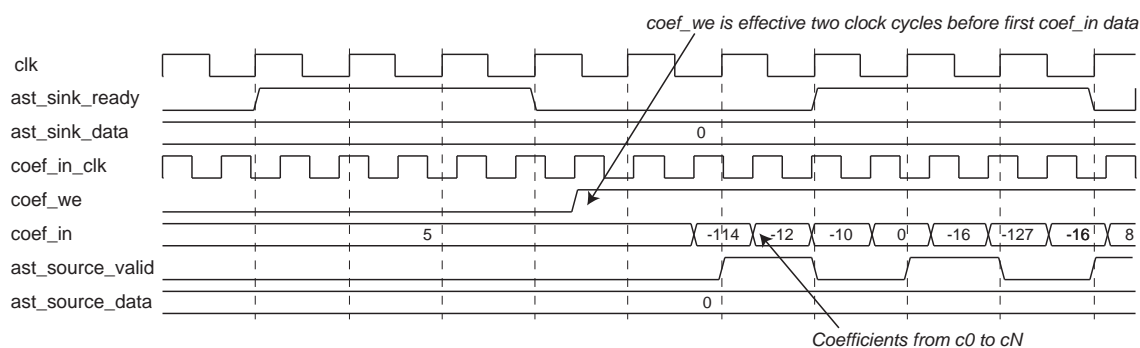 coef_we is effective two clock cycles before first coef_in data
clk
ast_sink_ready
ast_sink_data 0
coef_in_clk
coef_we
coef_in 5 -114 -12 -10 0 -16 -127 -16 8
ast_source_valid
ast_source_data 0
Coefficients from c0 to cN